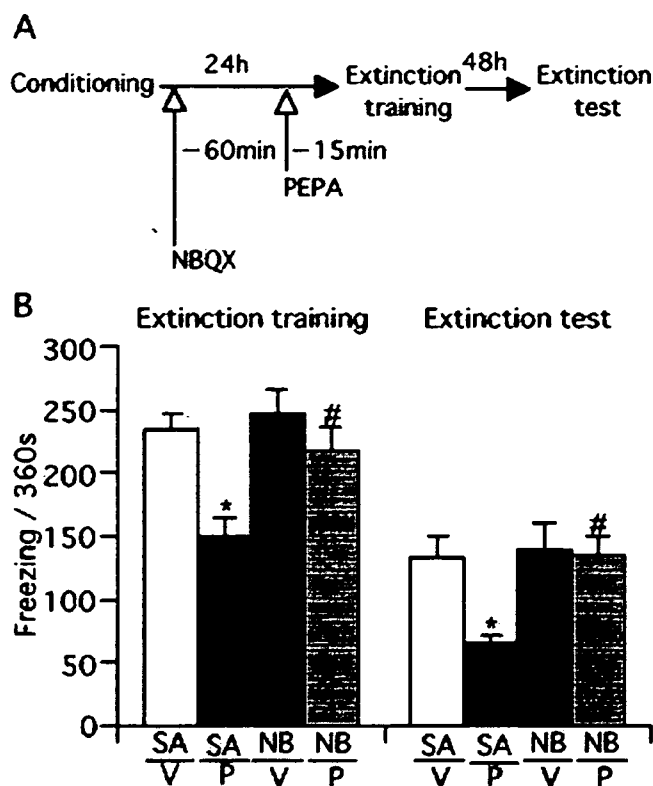 A
24h
48h
Conditioning
Extinction training
Extinction test
−60min
−15min
PEPA
NBQX
B
Extinction training
Extinction test
300
250
200
150
100
50
0
Freezing / 360s
*
#
*
#
SA SA NB NB SA SA NB NB
V P V P V P V P